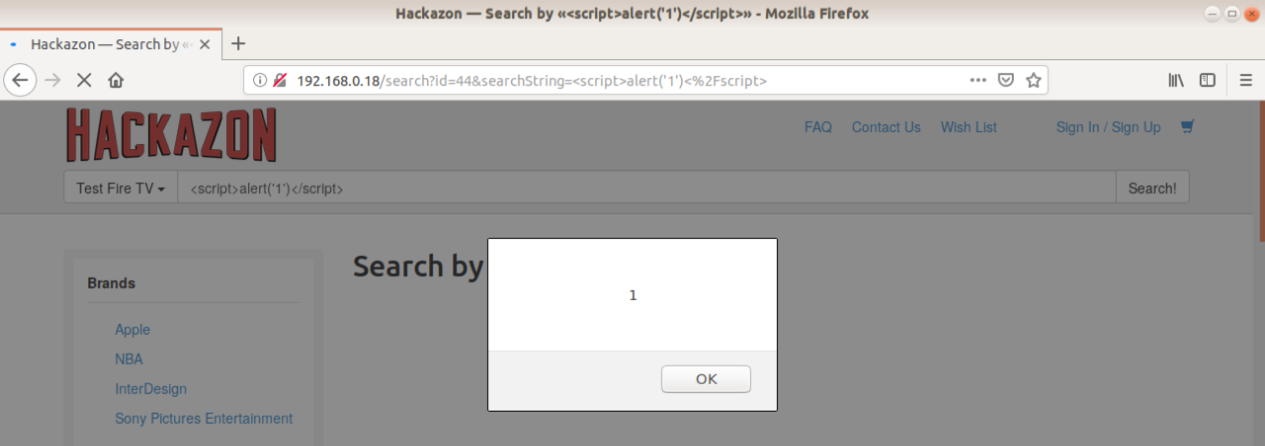 Hackazon — Search by «<script>alert('1')</script>» - Mozilla Firefox
Hackazon — Search by «
192.168.0.18/search?id=44&searchString=<script>alert('1')<%2Fscript>
HACKAZON
FAQ Contact Us Wish List Sign In / Sign Up
Test Fire TV <script>alert('1')</script> Search!
Search by
Brands
1
Apple
NBA
OK
InterDesign
Sony Pictures Entertainment